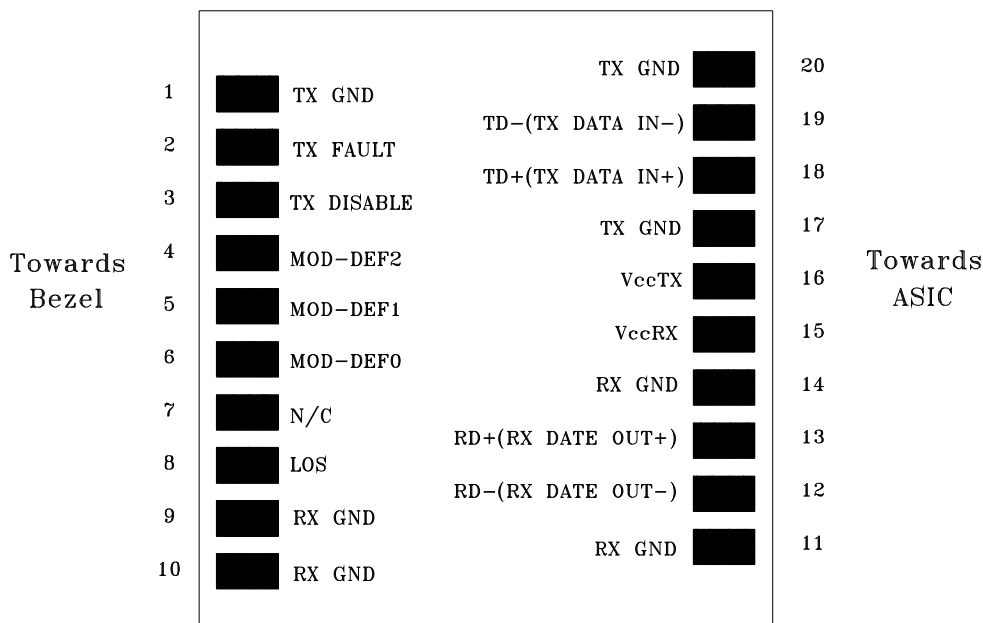 1 TX GND
2 TX FAULT
3 TX DISABLE
4 MOD-DEF2
5 MOD-DEF1
6 MOD-DEF0
7 N/C
8 LOS
9 RX GND
10 RX GND
Towards
Bezel
TX GND 20
TD-(TX DATA IN-) 19
TD+(TX DATA IN+) 18
TX GND 17
VccTX 16
VccRX 15
RX GND 14
RD+(RX DATE OUT+) 13
RD-(RX DATE OUT-) 12
RX GND 11
Towards
ASIC